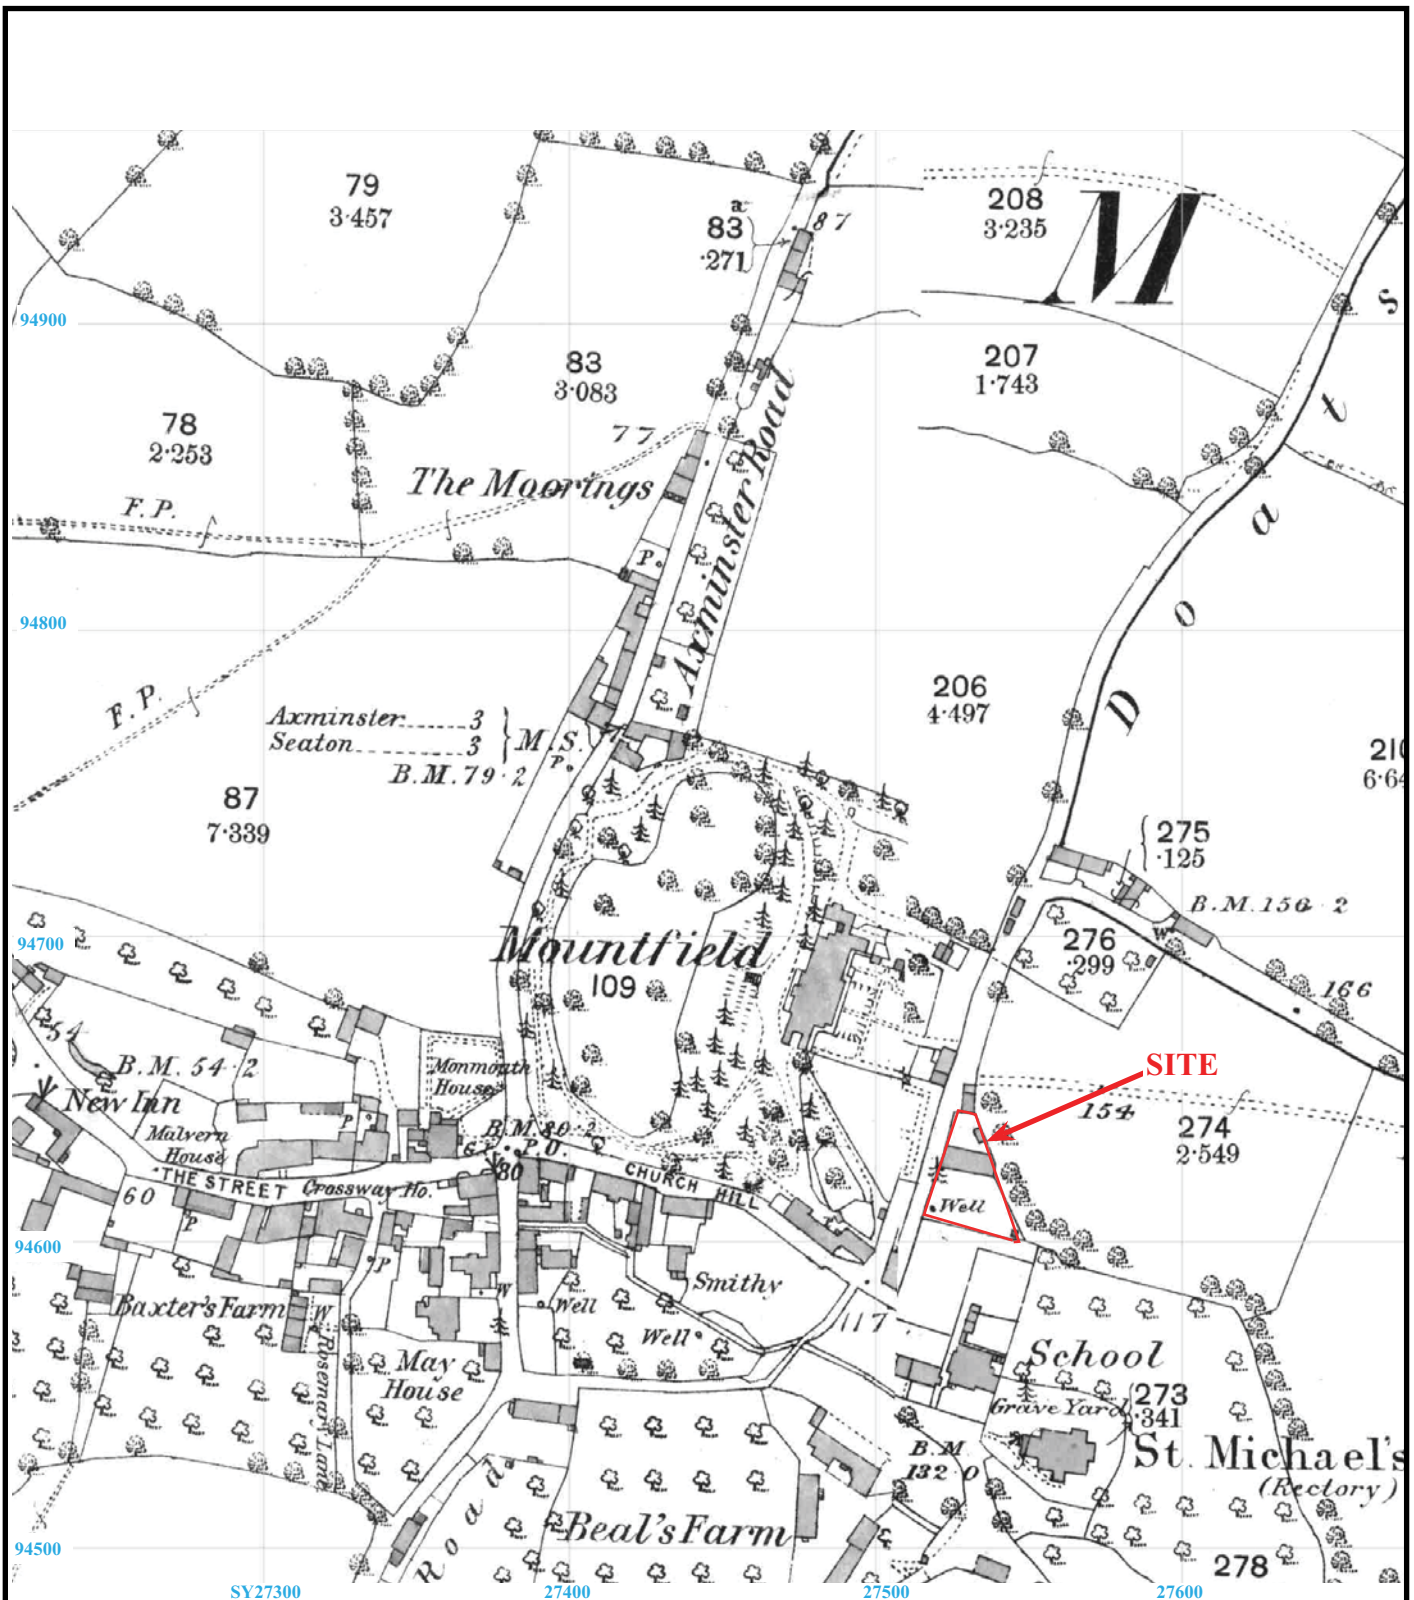 79
3·457
a
83
·271
87
208
3·235
M
94900
83
3·083
207
1·743
s
t
a
o
D
78
2·253
77
The Moorings
Axminster Road
F.P.
P.
94800
F.P.
206
4·497
Axminster 3
Seaton 3
M.S.
P.
B.M.79·2
87
7·339
210
275
·125
B.M.156·2
W
94700
Mountfield
109
276
·299
166
54
B.M.54·2
New Inn
Monmouth
House
SITE
154
274
2·549
Malvern
House
P
B.M.80·2
P.O.
G
80
THE STREET
Crossway Ho.
CHURCH HILL
60
P
Well
94600
P
Baxter's Farm
W
W
Well
Smithy
Well
117
Rosemary Lane
May
House
School
Grave Yard
273
·341
B.M.
132·0
St. Michael's
(Rectory)
Road
Beal's Farm
94500
278
SY27300
27400
27500
27600